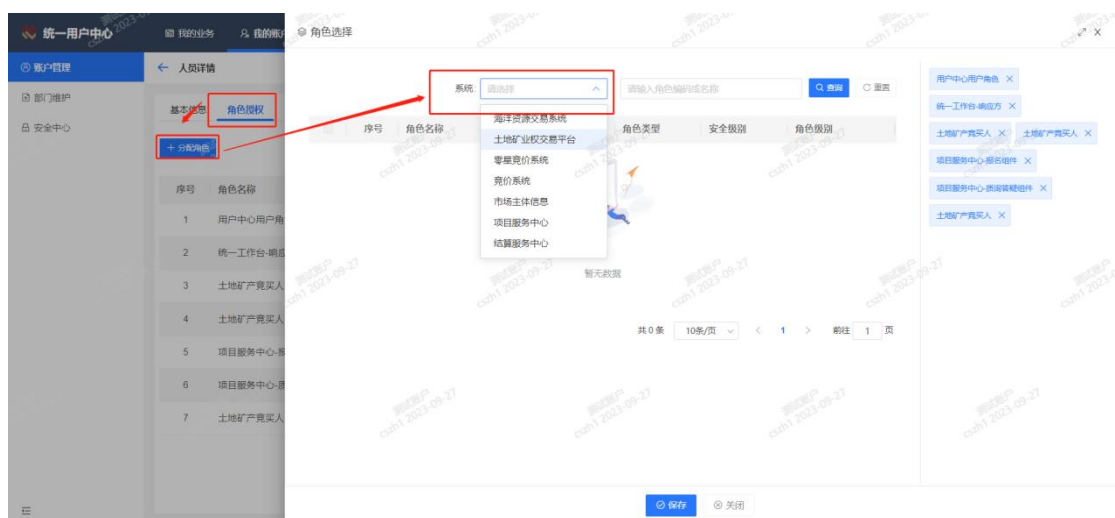 统一用户中心
我的业务
我的账户
账户管理
部门维护
安全中心
人员详情
基本信息
角色授权
+ 分配角色
序号 角色名称
1 用户中心用户角
2 统一工作台-响应
3 土地矿产竞买人
4 土地矿产竞买人
5 项目服务中心-报
6 项目服务中心-质
7 土地矿产竞买人
角色选择
系统 请选择
请输入角色编码或名称
查询
重置
序号 角色名称 角色类型 安全级别 角色级别
海洋资源交易系统
土地矿业权交易平台
零星竞价系统
竞价系统
市场主体信息
项目服务中心
结算服务中心
暂无数据
共 0 条 10条/页 < 1 > 前往 1 页
用户中心用户角色 ×
统一工作台-响应方 ×
土地矿产竞买人 × 土地矿产竞买人 ×
项目服务中心-报名组件 ×
项目服务中心-质询答疑组件 ×
土地矿产竞买人 ×
保存
关闭
测试账户
cszh1 2023-09-27